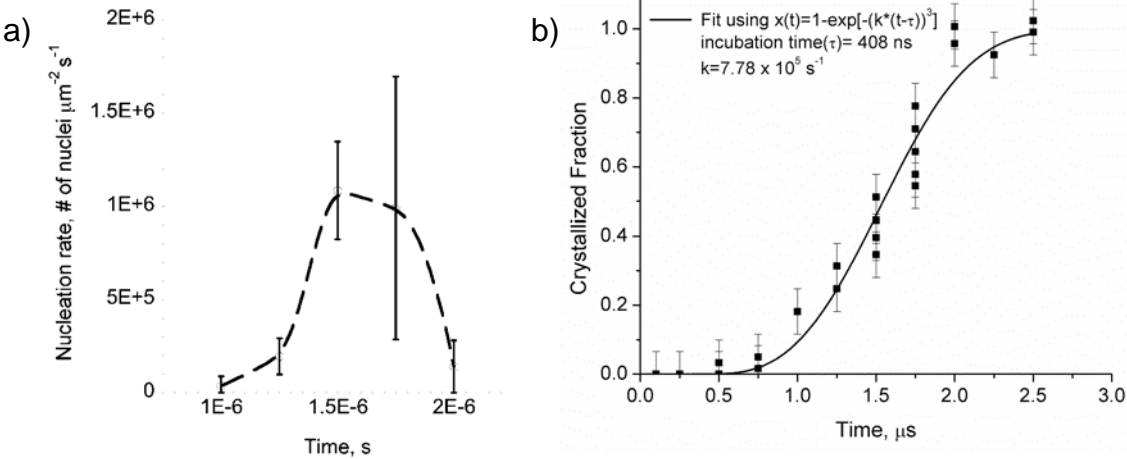 a)
Nucleation rate, # of nuclei μm⁻² s⁻¹
2E+6
1.5E+6
1E+6
5E+5
0
1E-6
1.5E-6
2E-6
Time, s
b)
Fit using x(t)=1-exp[-(k*(t-τ))³]
incubation time(τ)= 408 ns
k=7.78 x 10⁵ s⁻¹
Crystallized Fraction
1.0
0.8
0.6
0.4
0.2
0.0
0.0
0.5
1.0
1.5
2.0
2.5
3.0
Time, μs